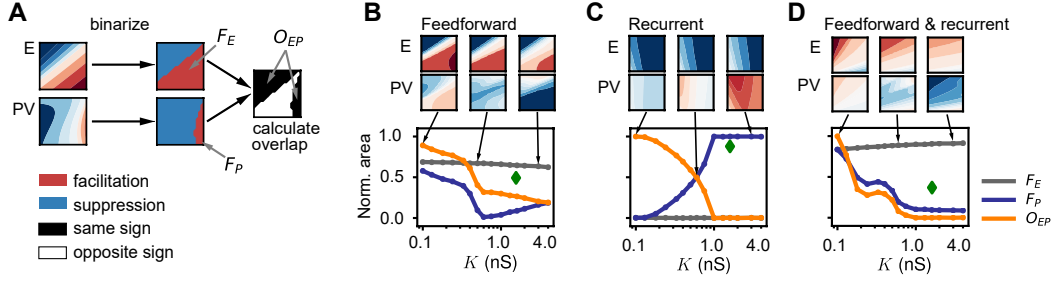 A
binarize
E
F_E
O_EP
PV
F_P
calculate
overlap
facilitation
suppression
same sign
opposite sign
B
Feedforward
E
PV
Norm. area
1.0
0.5
0.0
0.1
1.0
4.0
K (nS)
C
Recurrent
E
PV
0.1
1.0
4.0
K (nS)
D
Feedforward & recurrent
E
PV
0.1
1.0
4.0
K (nS)
F_E
F_P
O_EP